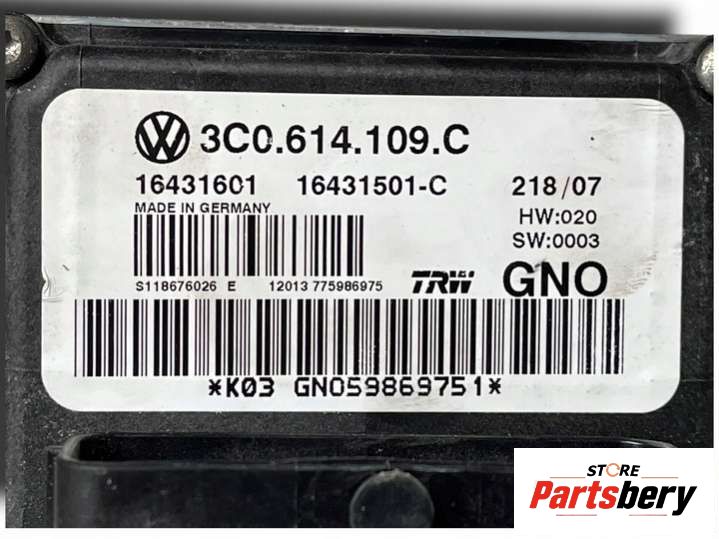 3C0.614.109.C
16431601 16431501-C 218/07
MADE IN GERMANY
HW:020
SW:0003
S118676026 E 12013 775986975 TRW GNO
*K03 GN059869751*
STORE
Partsbery